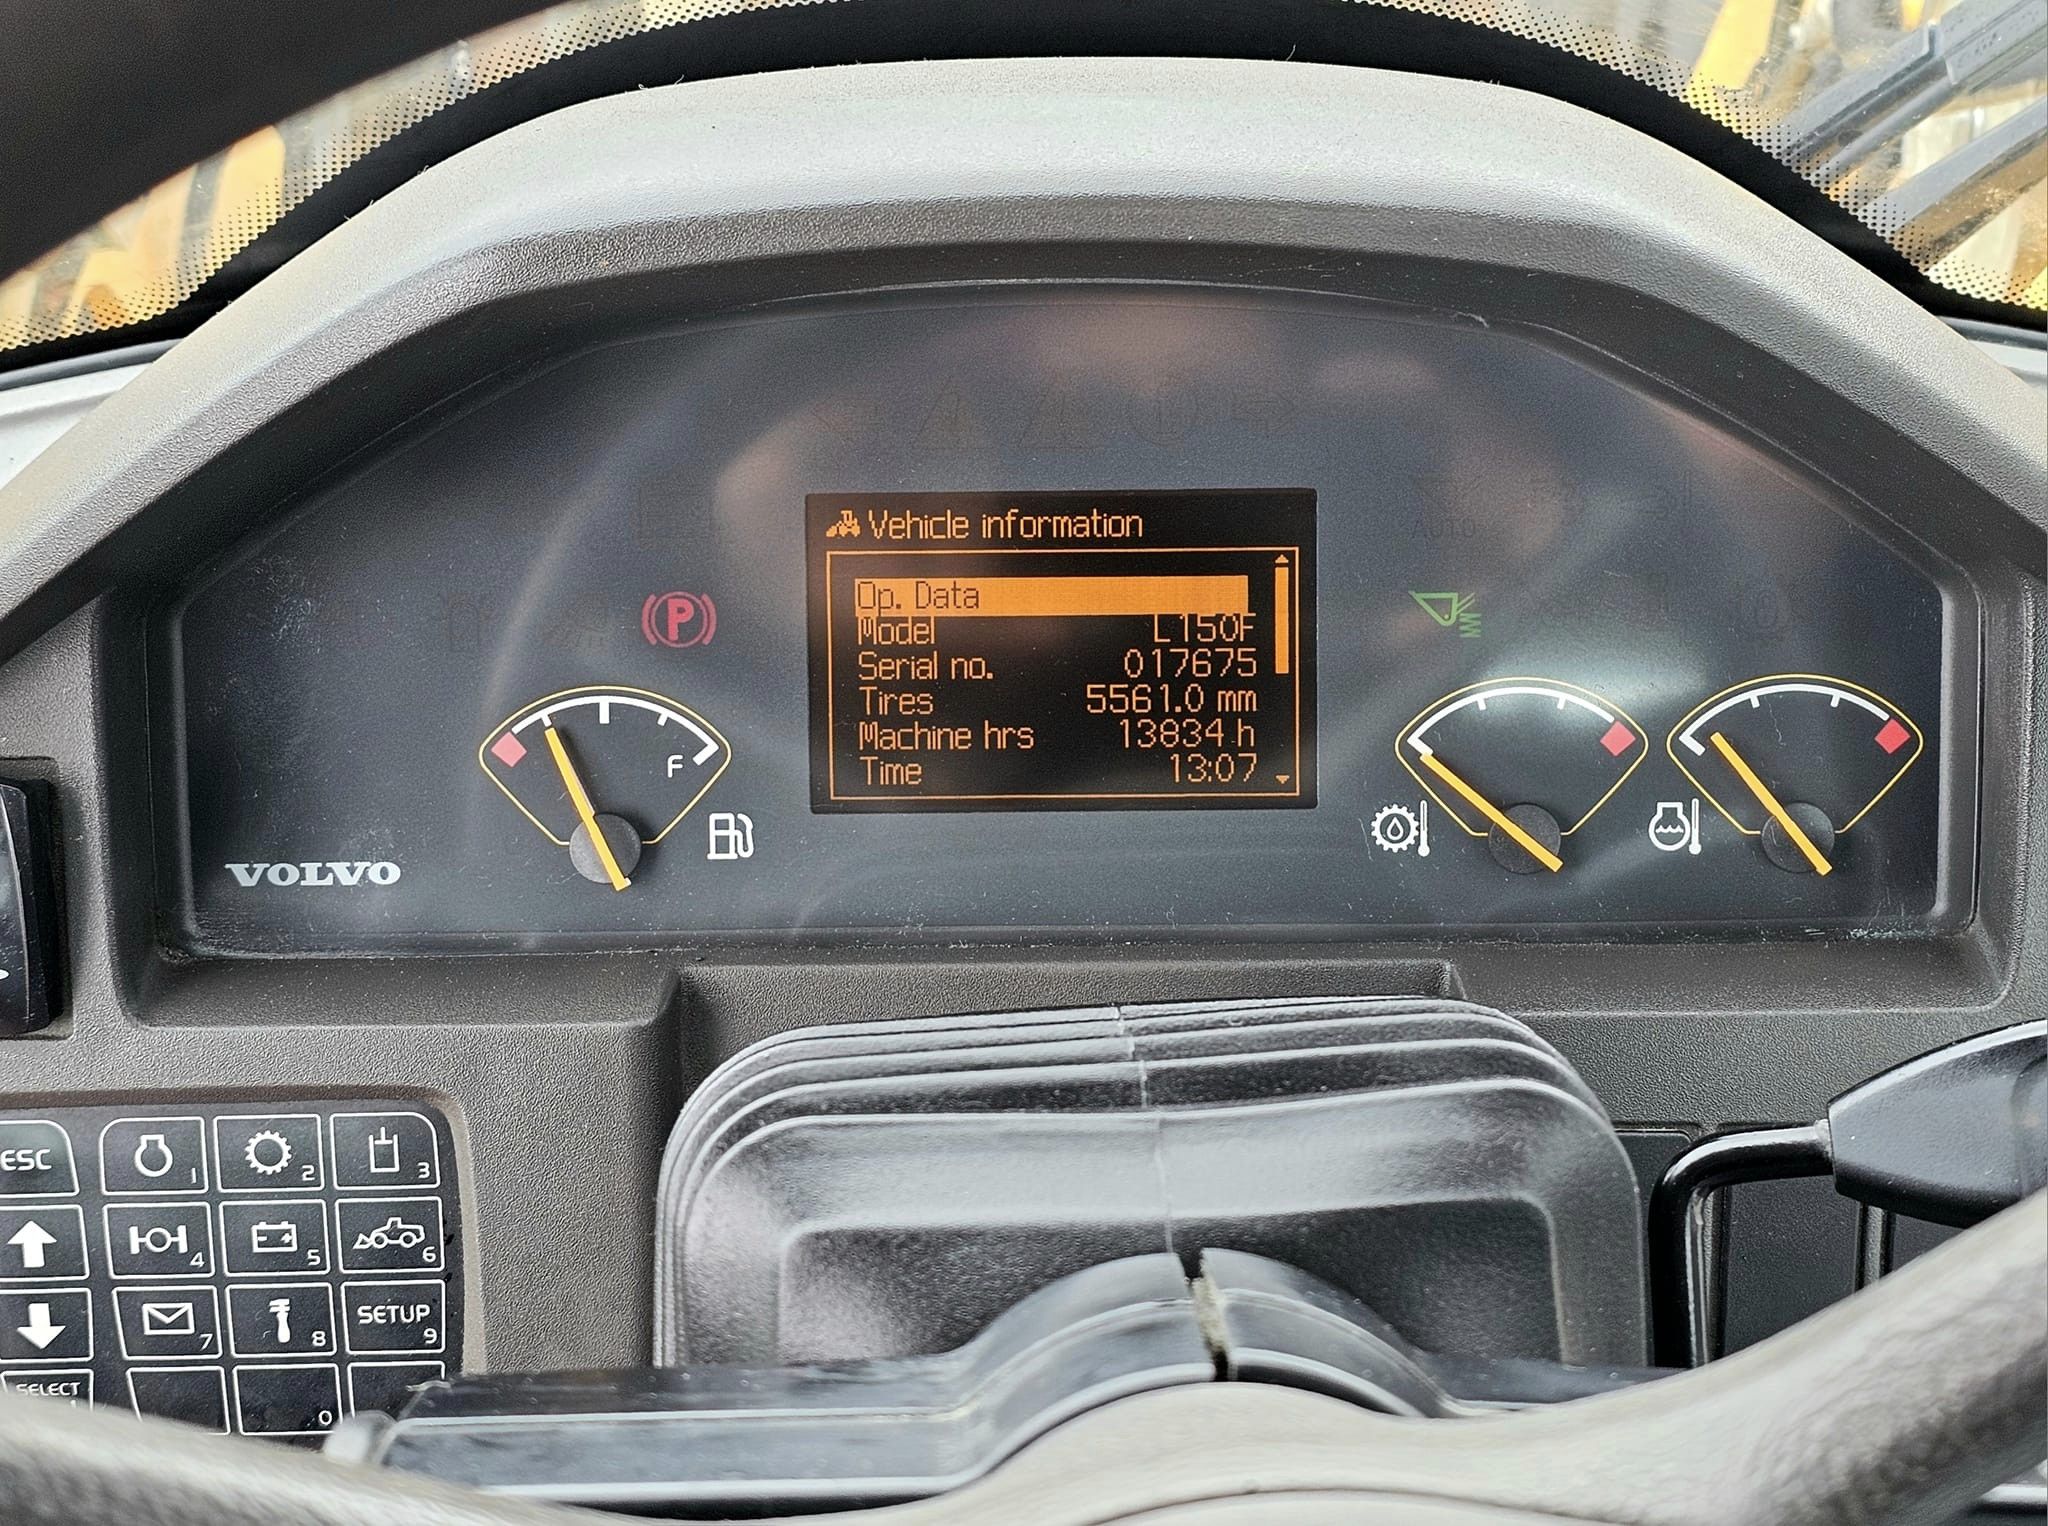 Vehicle information
Op. Data
Model L150F
Serial no. 017675
Tires 5561.0 mm
Machine hrs 13834 h
Time 13:07
AUTO
P
F
VOLVO
ESC
1
2
3
4
5
6
7
8
SETUP
9
SELECT
0